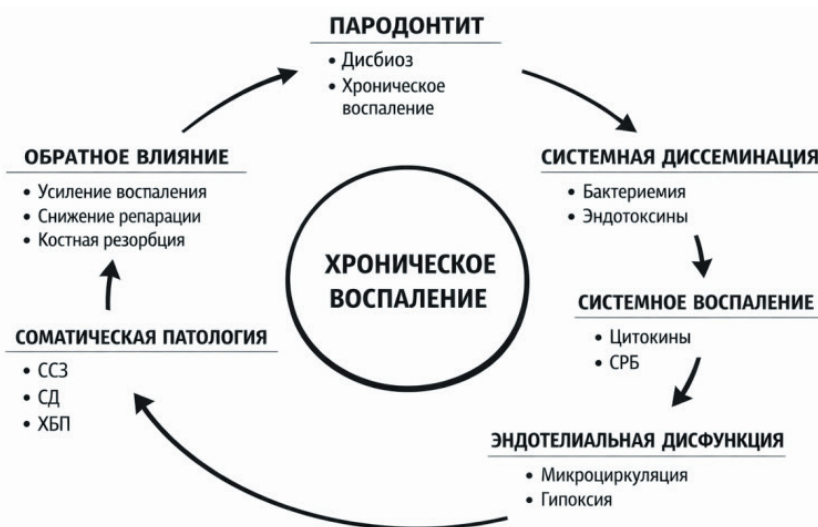 ПАРОДОНТИТ
• Дисбиоз
• Хроническое
воспаление
СИСТЕМНАЯ ДИССЕМИНАЦИЯ
• Бактериемия
• Эндотоксины
СИСТЕМНОЕ ВОСПАЛЕНИЕ
• Цитокины
• СРБ
ЭНДОТЕЛИАЛЬНАЯ ДИСФУНКЦИЯ
• Микроциркуляция
• Гипоксия
СОМАТИЧЕСКАЯ ПАТОЛОГИЯ
• ССЗ
• СД
• ХБП
ОБРАТНОЕ ВЛИЯНИЕ
• Усиление воспаления
• Снижение репарации
• Костная резорбция
ХРОНИЧЕСКОЕ
ВОСПАЛЕНИЕ